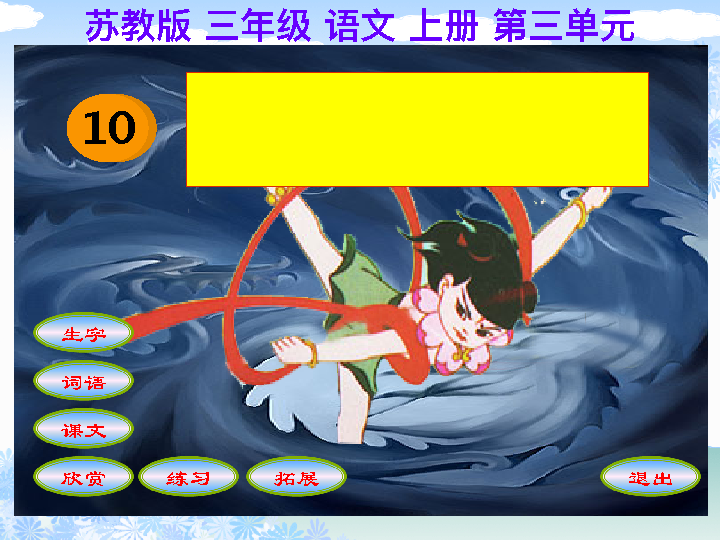 苏教版 三年级 语文 上册 第三单元
10
生字
词语
课文
欣赏 练习 拓展 退出